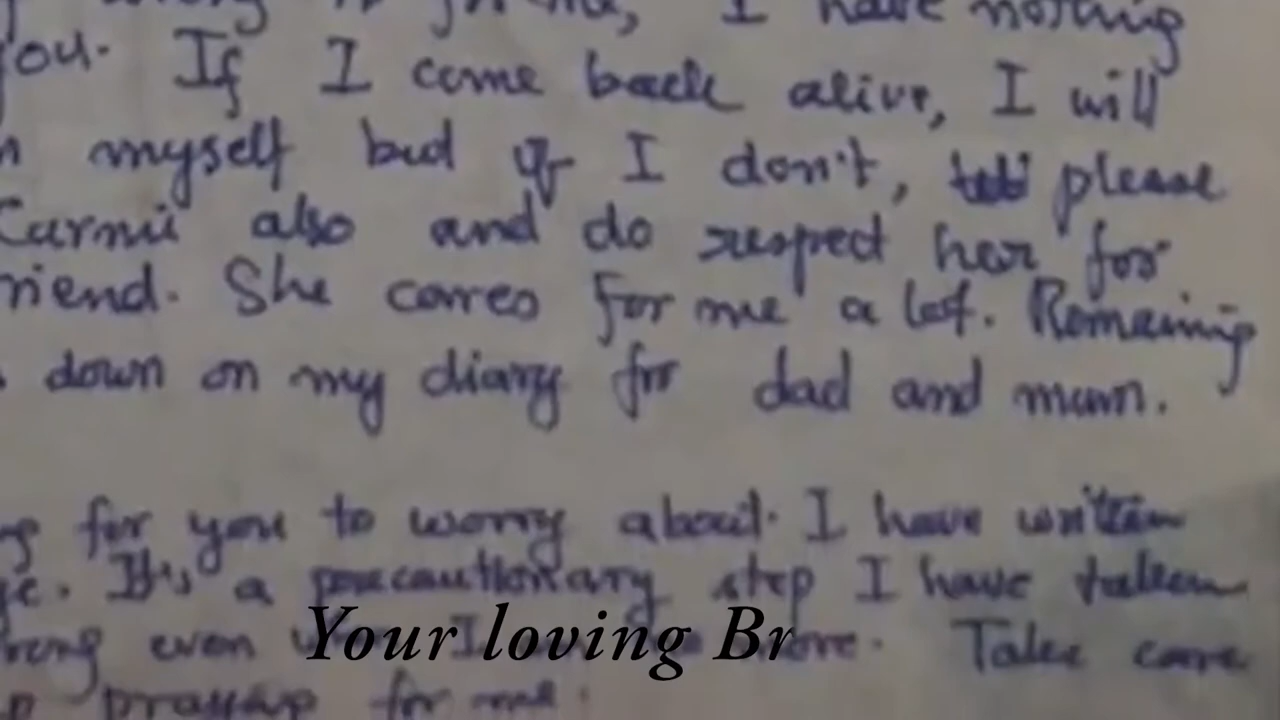 I have nothing
you. If I come back alive, I will
myself but if I don't, please
also and do respect her for
riend. She cares for me a lot. Remaining
down on my diary for dad and mum.
for you to worry about. I have written
It's a precautionary step I have taken
even Take care
for me.
Your loving Br